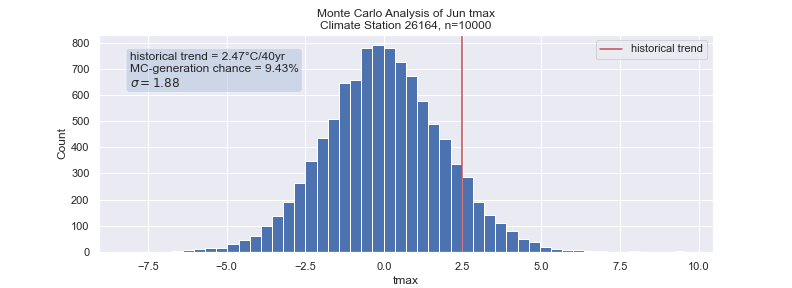 Monte Carlo Analysis of Jun tmax
Climate Station 26164, n=10000
historical trend = 2.47°C/40yr
MC-generation chance = 9.43%
σ = 1.88
historical trend
Count
800
700
600
500
400
300
200
100
0
−7.5 −5.0 −2.5 0.0 2.5 5.0 7.5 10.0
tmax